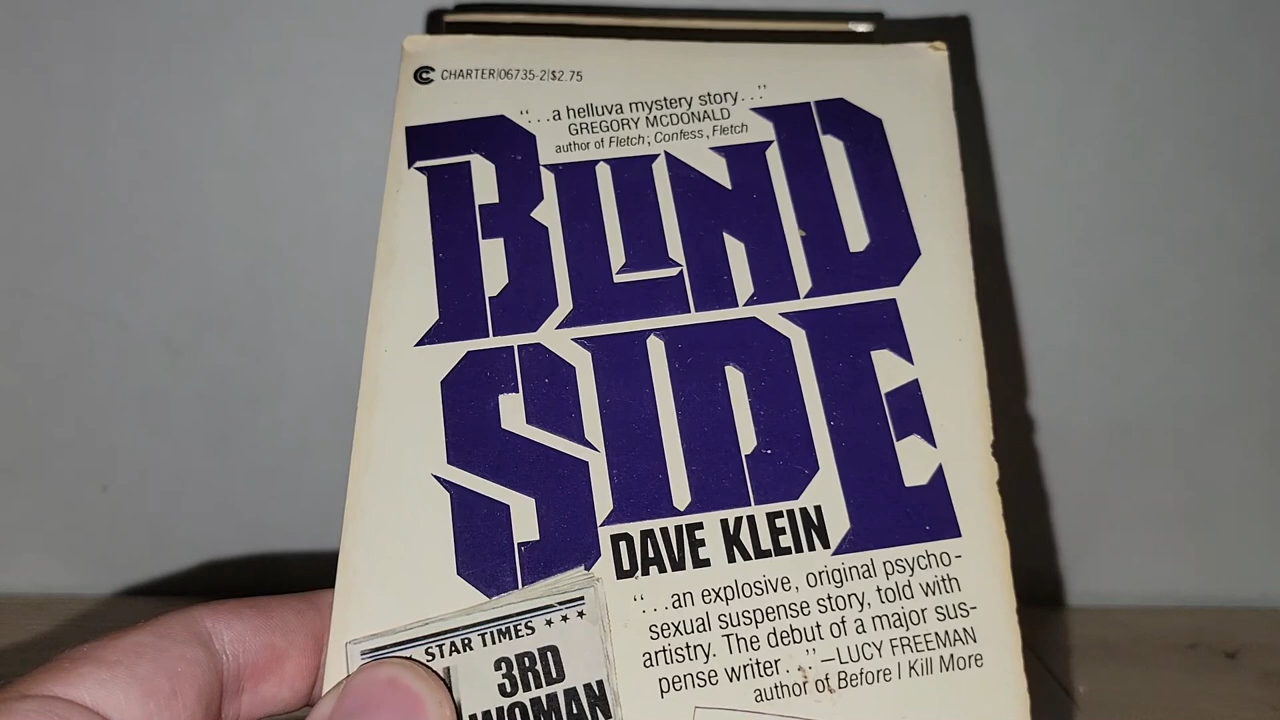 CHARTER|06735-2|$2.75
“...a helluva mystery story...”
GREGORY MCDONALD
author of Fletch; Confess, Fletch
BLIND
SIDE
DAVE KLEIN
“...an explosive, original psycho-
sexual suspense story, told with
artistry. The debut of a major sus-
pense writer...” —LUCY FREEMAN
author of Before I Kill More
STAR TIMES ★★★
3RD
WOMAN